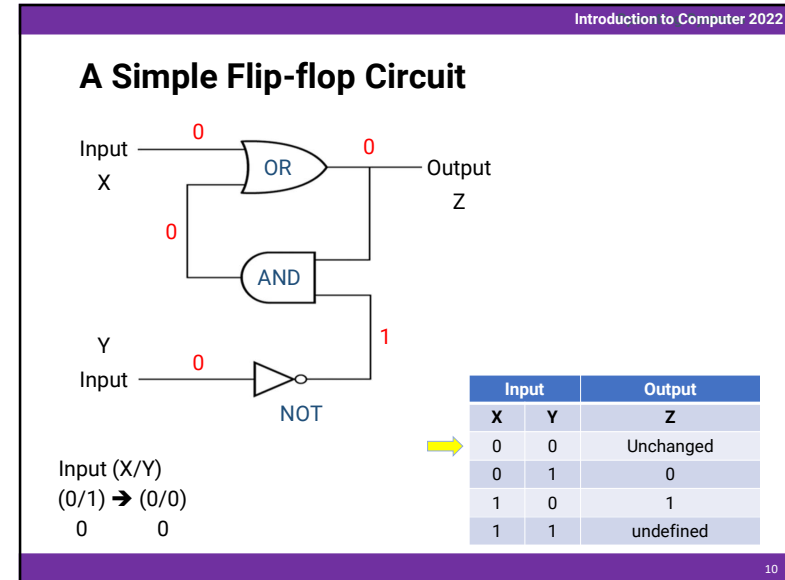 Introduction to Computer 2022
A Simple Flip-flop Circuit
0
0
Input
OR
Output
X
Z
0
AND
Y
1
0
Input
NOT
Input Output
X Y Z
0 0 Unchanged
0 1 0
1 0 1
1 1 undefined
Input (X/Y)
(0/1) ➔ (0/0)
0 0
10